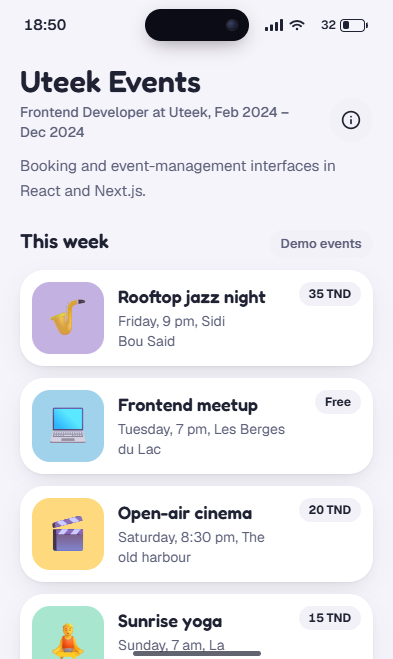 18:50
32
Uteek Events
Frontend Developer at Uteek, Feb 2024 –
Dec 2024
Booking and event-management interfaces in
React and Next.js.
This week
Demo events
Rooftop jazz night
35 TND
Friday, 9 pm, Sidi
Bou Said
Frontend meetup
Free
Tuesday, 7 pm, Les Berges
du Lac
Open-air cinema
20 TND
Saturday, 8:30 pm, The
old harbour
Sunrise yoga
15 TND
Sunday, 7 am, La